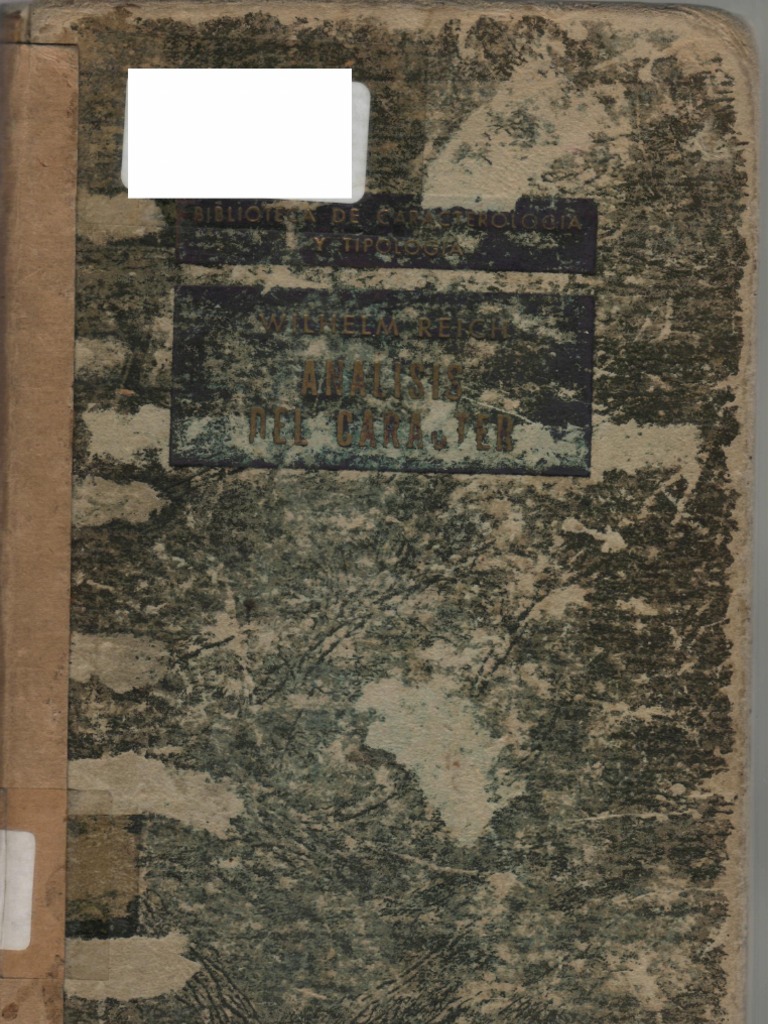 BIBLIOTECA DE CARACTEROLOGIA
Y TIPOLOGIA
WILHELM REICH
ANALISIS
DEL CARACTER